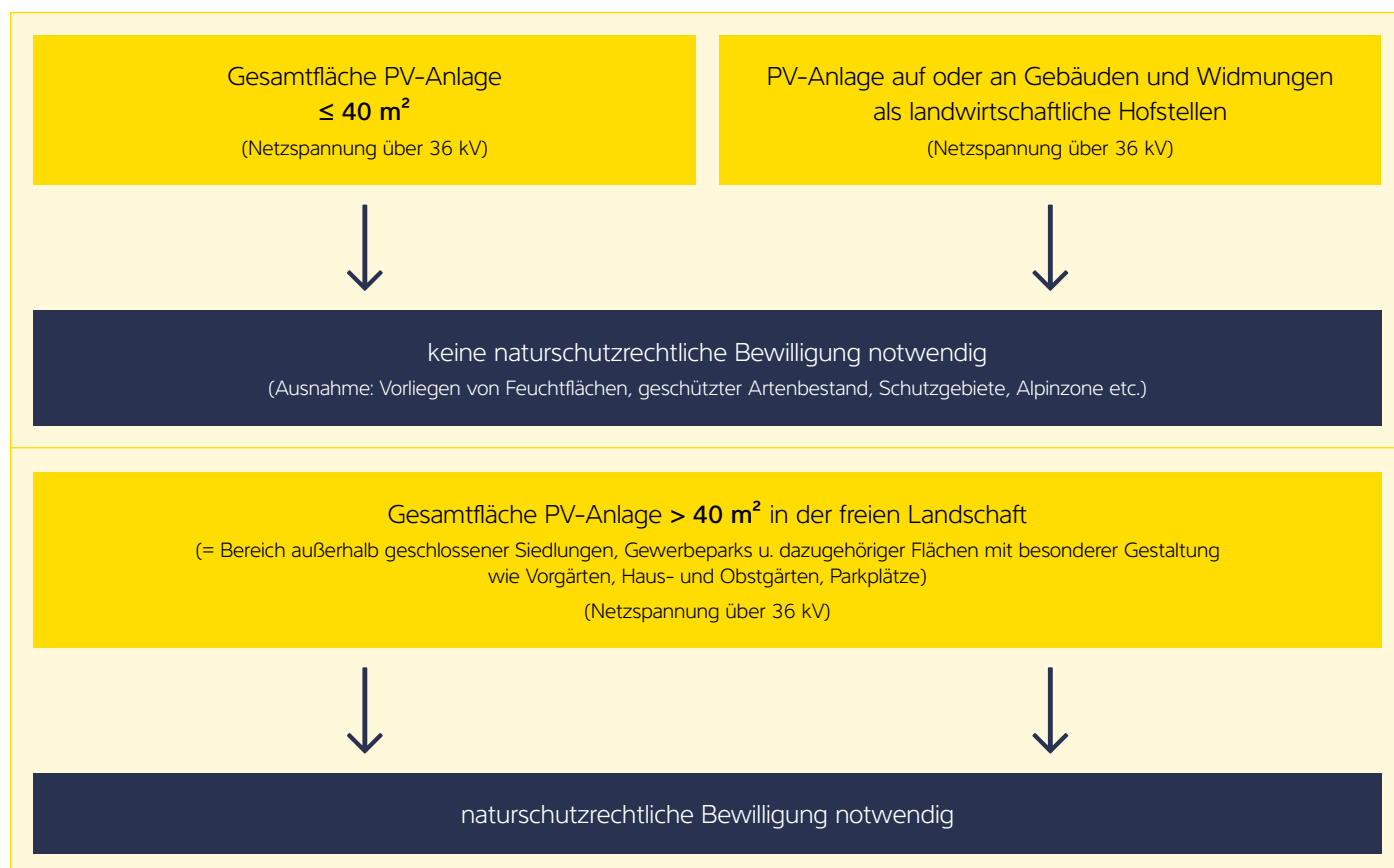 Gesamtfläche PV-Anlage
≤ 40 m²
(Netzspannung über 36 kV)
PV-Anlage auf oder an Gebäuden und Widmungen
als landwirtschaftliche Hofstellen
(Netzspannung über 36 kV)
keine naturschutzrechtliche Bewilligung notwendig
(Ausnahme: Vorliegen von Feuchtflächen, geschützter Artenbestand, Schutzgebiete, Alpinzone etc.)
Gesamtfläche PV-Anlage > 40 m² in der freien Landschaft
(= Bereich außerhalb geschlossener Siedlungen, Gewerbeparks u. dazugehöriger Flächen mit besonderer Gestaltung
wie Vorgärten, Haus- und Obstgärten, Parkplätze)
(Netzspannung über 36 kV)
naturschutzrechtliche Bewilligung notwendig